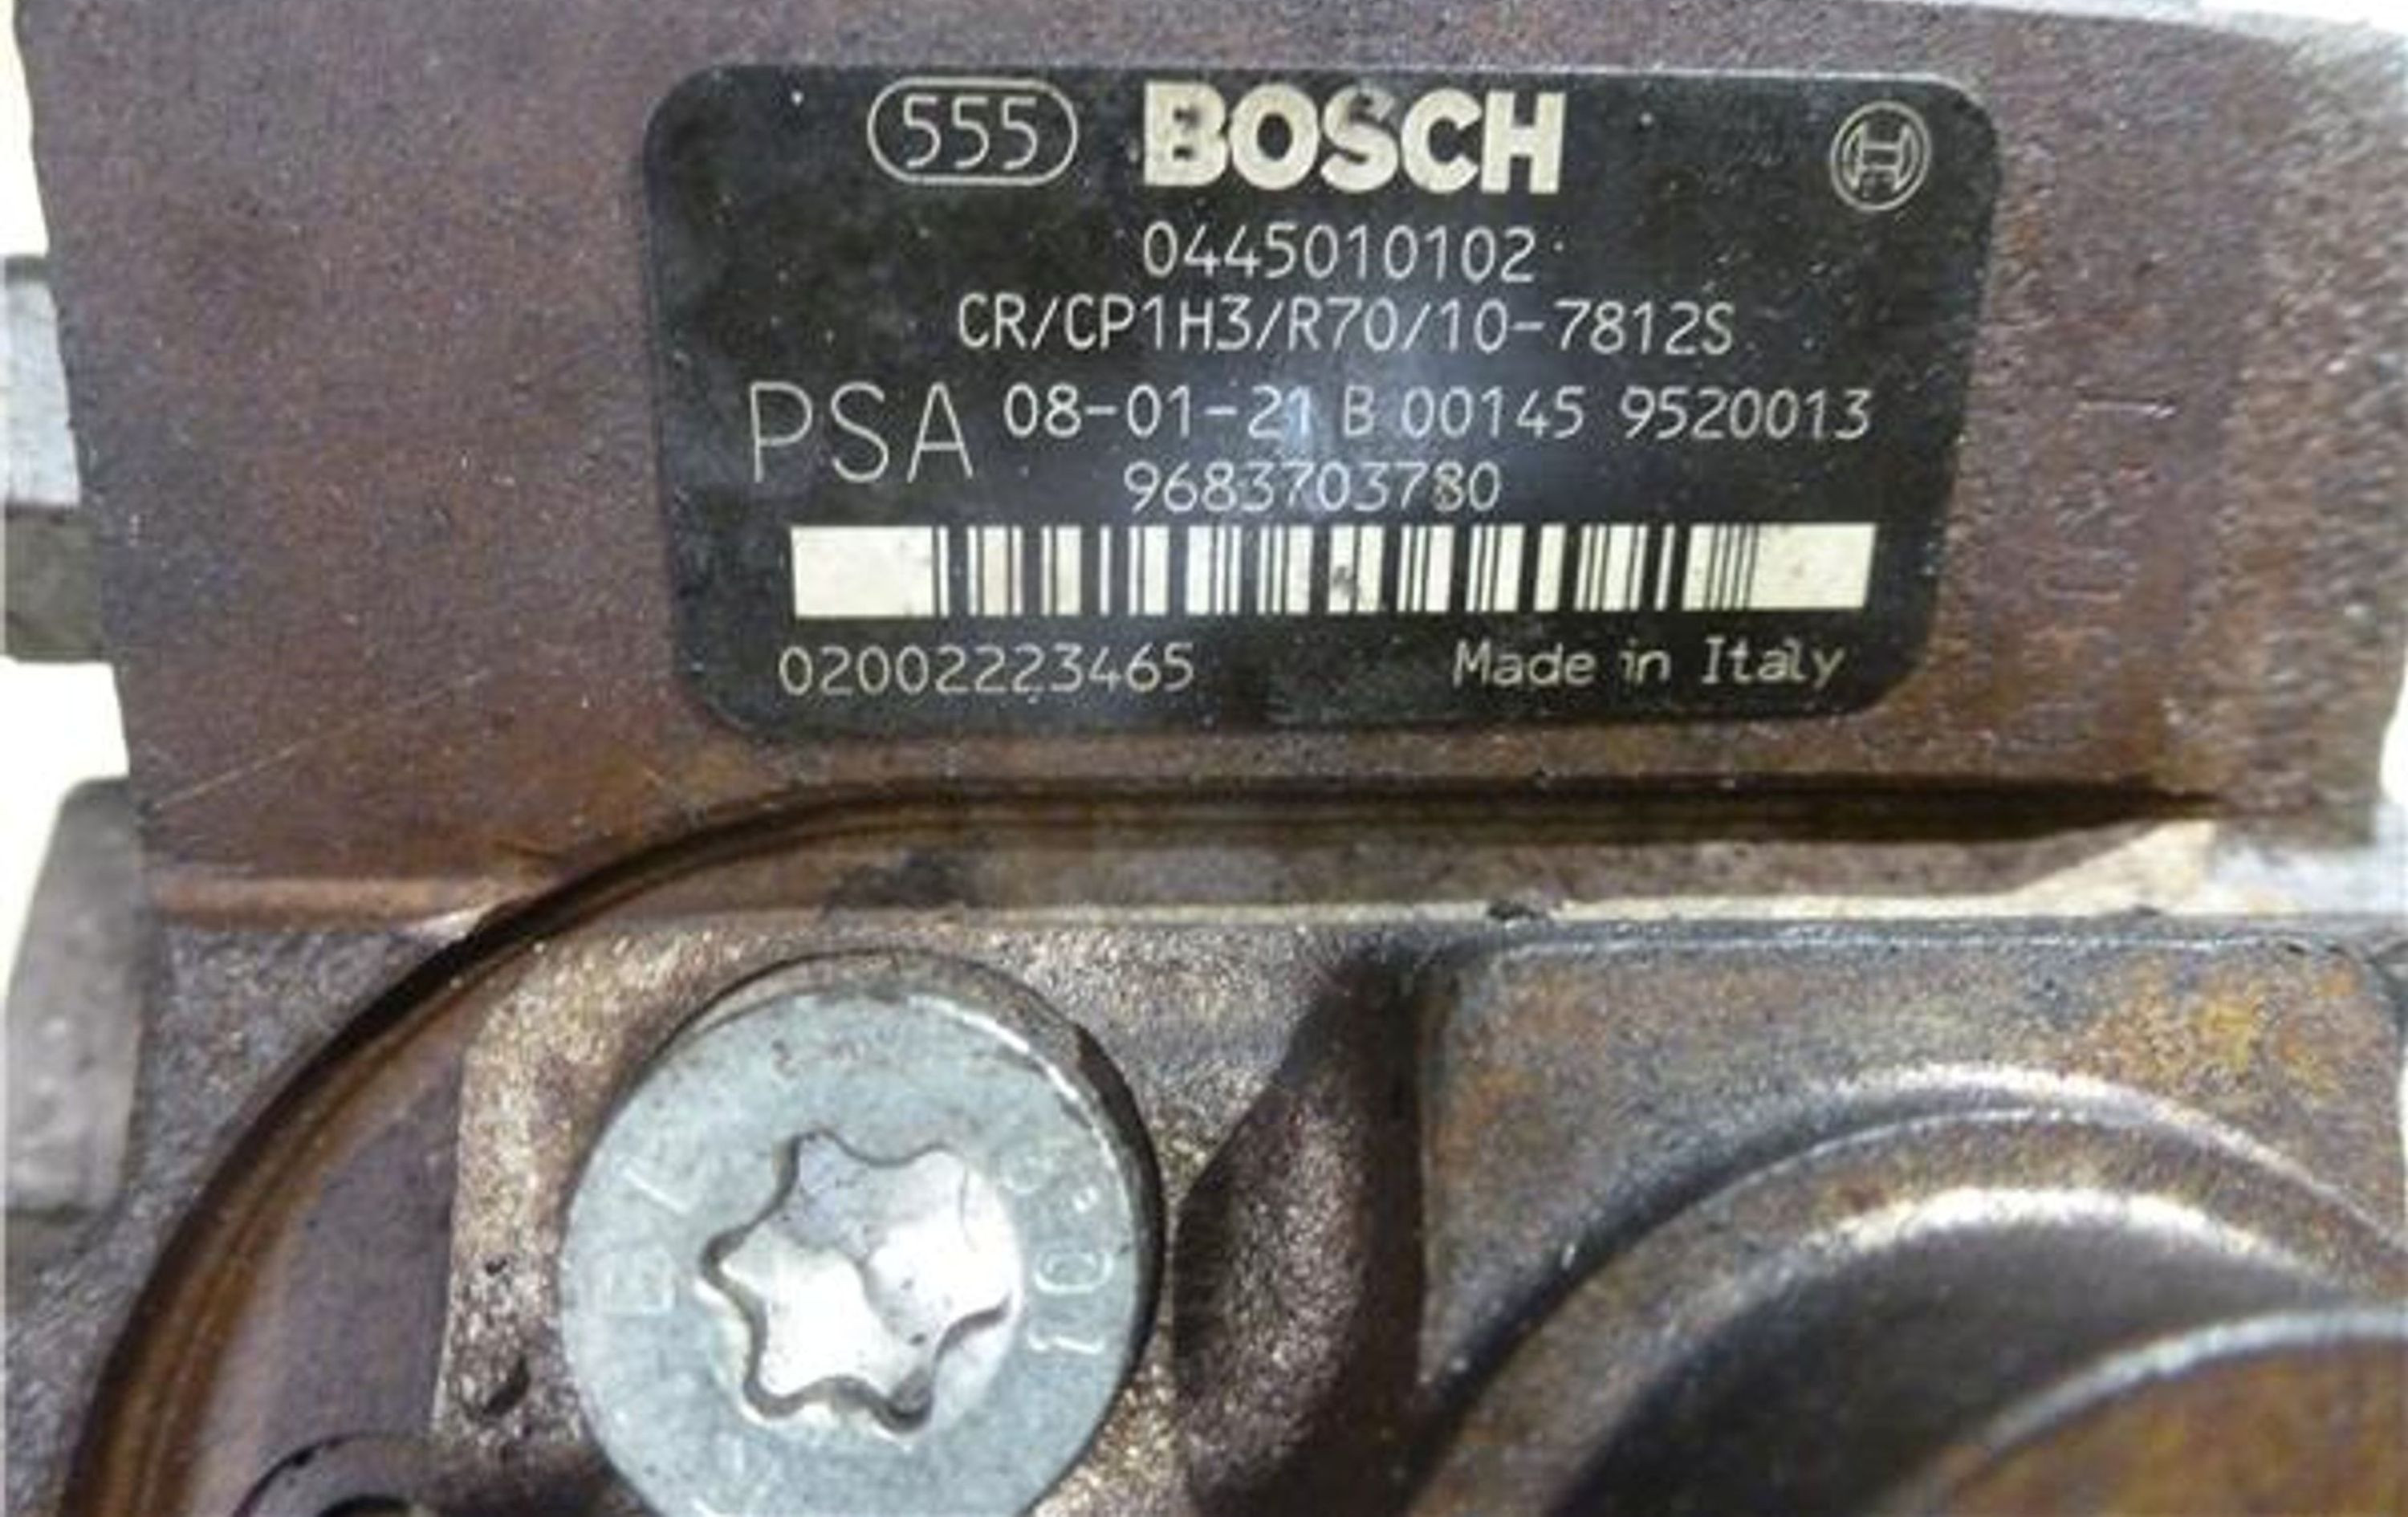 555 BOSCH
0445010102
CR/CP1H3/R70/10-7812S
PSA 08-01-21 B 00145 9520013
9683703780
02002223465 Made in Italy